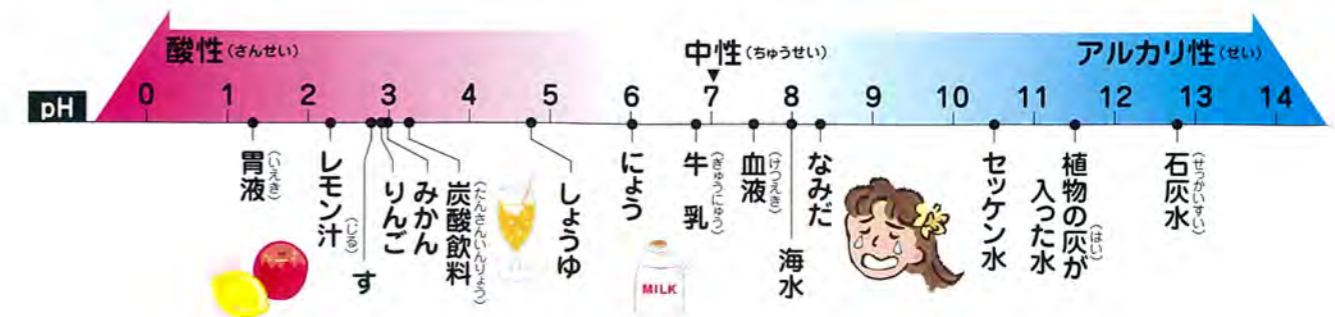 酸性(さんせい)
中性(ちゅうせい)
アルカリ性(せい)
▼
pH 0 1 2 3 4 5 6 7 8 9 10 11 12 13 14
胃液(いえき)
レモン汁(じる)
す
りんご
みかん
炭酸飲料(たんさんいんりょう)
しょうゆ
にょう
牛乳(ぎゅうにゅう)
血液(けつえき)
海水
なみだ
セッケン水
植物の灰が(はい)
入った水
石灰水(せっかいすい)
MILK